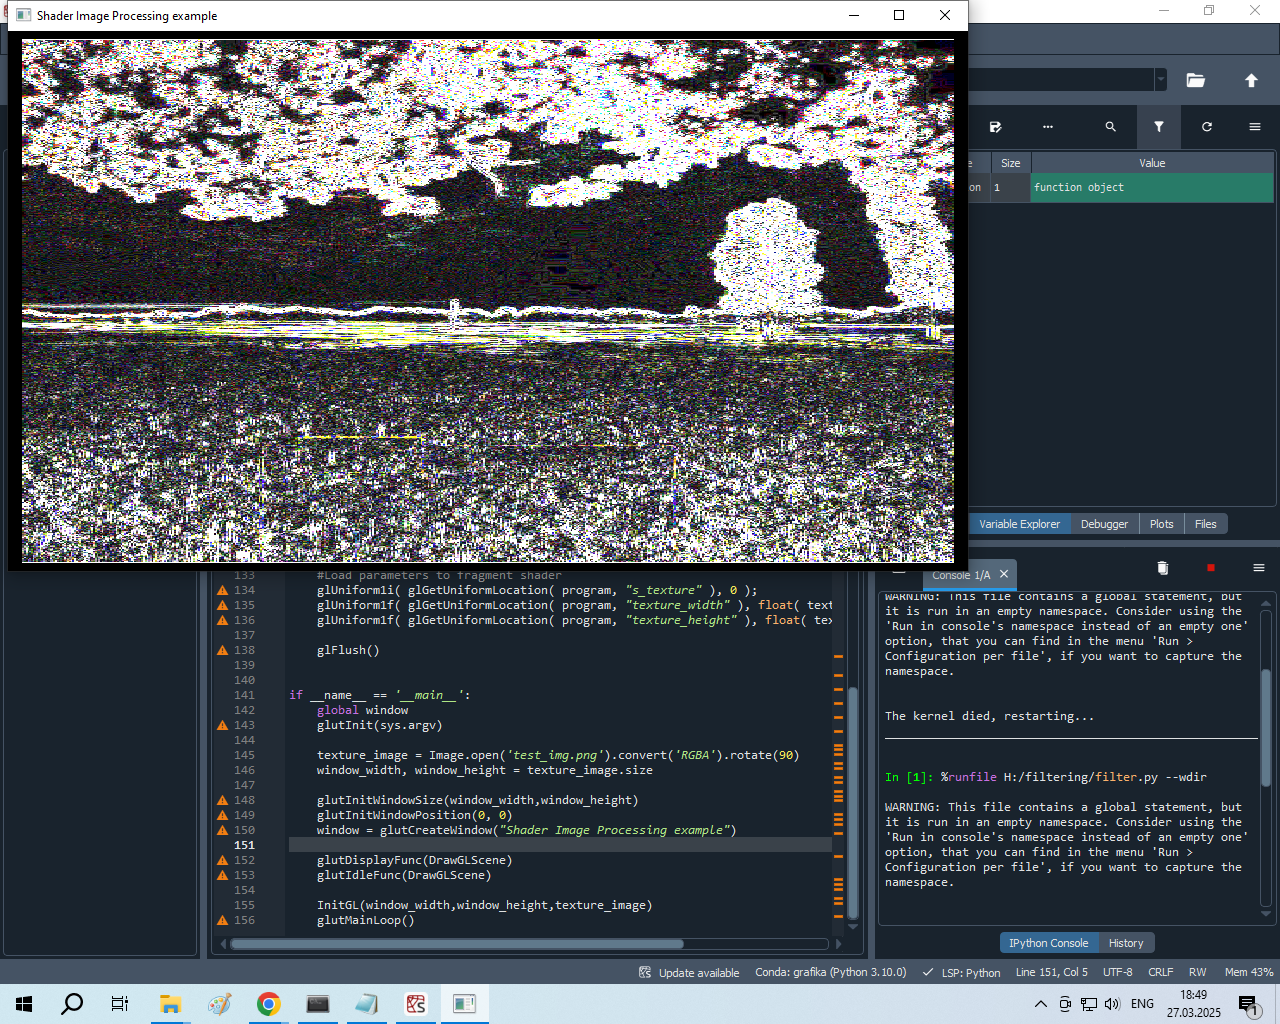 Shader Image Processing example
Size
Value
on
1
function object
Variable Explorer
Debugger
Plots
Files
133
#Load parameters to fragment shader
134
glUniform1i( glGetUniformLocation( program, "s_texture" ), 0 );
135
glUniform1f( glGetUniformLocation( program, "texture_width" ), float( text
136
glUniform1f( glGetUniformLocation( program, "texture_height" ), float( tex
137
138
glFlush()
139
140
141
if __name__ == '__main__':
142
global window
143
glutInit(sys.argv)
144
145
texture_image = Image.open('test_img.png').convert('RGBA').rotate(90)
146
window_width, window_height = texture_image.size
147
148
glutInitWindowSize(window_width,window_height)
149
glutInitWindowPosition(0, 0)
150
window = glutCreateWindow("Shader Image Processing example")
151
152
glutDisplayFunc(DrawGLScene)
153
glutIdleFunc(DrawGLScene)
154
155
InitGL(window_width,window_height,texture_image)
156
glutMainLoop()
Console 1/A
WARNING: This file contains a global statement, but
it is run in an empty namespace. Consider using the
'Run in console's namespace instead of an empty one'
option, that you can find in the menu 'Run >
Configuration per file', if you want to capture the
namespace.
The kernel died, restarting...
In [1]: %runfile H:/filtering/filter.py --wdir
WARNING: This file contains a global statement, but
it is run in an empty namespace. Consider using the
'Run in console's namespace instead of an empty one'
option, that you can find in the menu 'Run >
Configuration per file', if you want to capture the
namespace.
IPython Console
History
Update available
Conda: grafika (Python 3.10.0)
LSP: Python
Line 151, Col 5
UTF-8
CRLF
RW
Mem 43%
ENG
18:49
27.03.2025
1